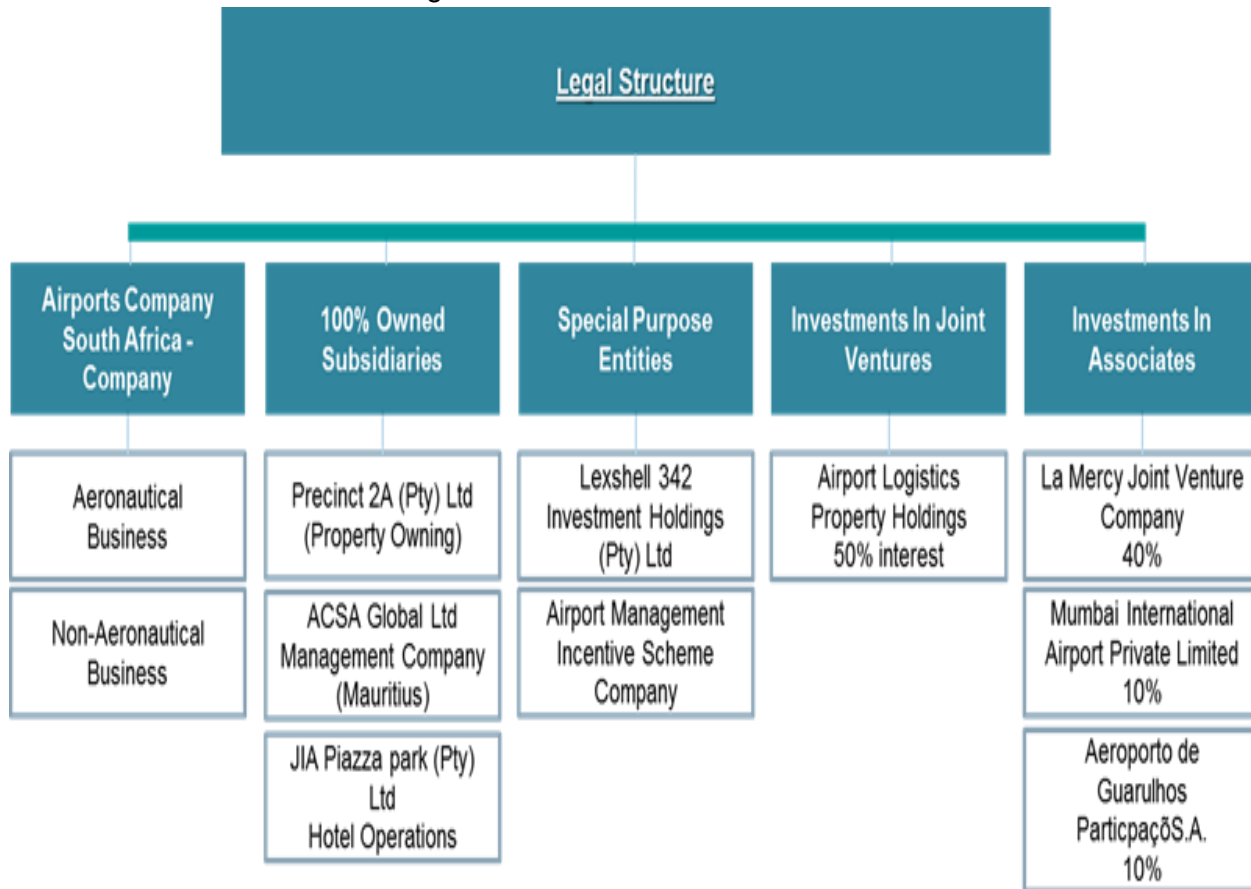 Legal Structure
Airports Company
South Africa -
Company
100% Owned
Subsidiaries
Special Purpose
Entities
Investments In Joint
Ventures
Investments In
Associates
Aeronautical
Business
Non-Aeronautical
Business
Precinct 2A (Pty) Ltd
(Property Owning)
ACSA Global Ltd
Management Company
(Mauritius)
JIA Piazza park (Pty)
Ltd
Hotel Operations
Lexshell 342
Investment Holdings
(Pty) Ltd
Airport Management
Incentive Scheme
Company
Airport Logistics
Property Holdings
50% interest
La Mercy Joint Venture
Company
40%
Mumbai International
Airport Private Limited
10%
Aeroporto de
Guarulhos
ParticpaçõS.A.
10%